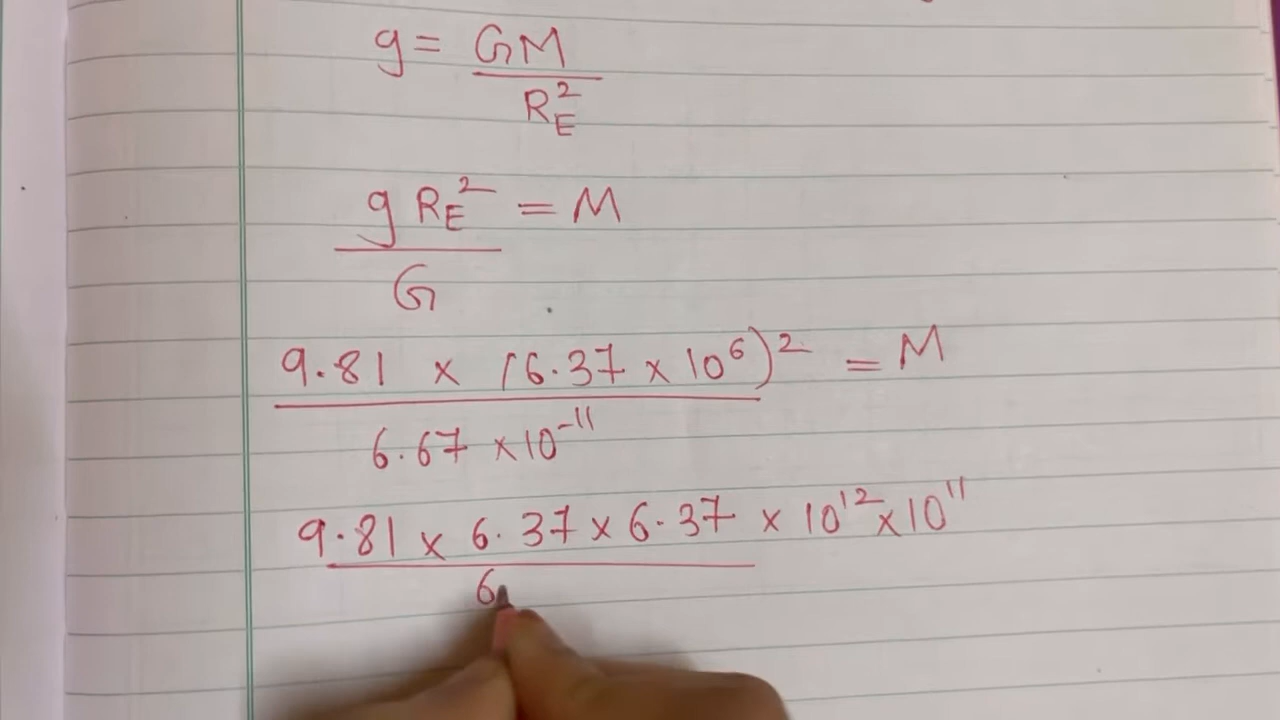 g = GM
R_E^2
g R_E^2 = M
G
9.81 × (6.37 × 10^6)^2 = M
6.67 × 10^-11
9.81 × 6.37 × 6.37 × 10^12 × 10^11
6